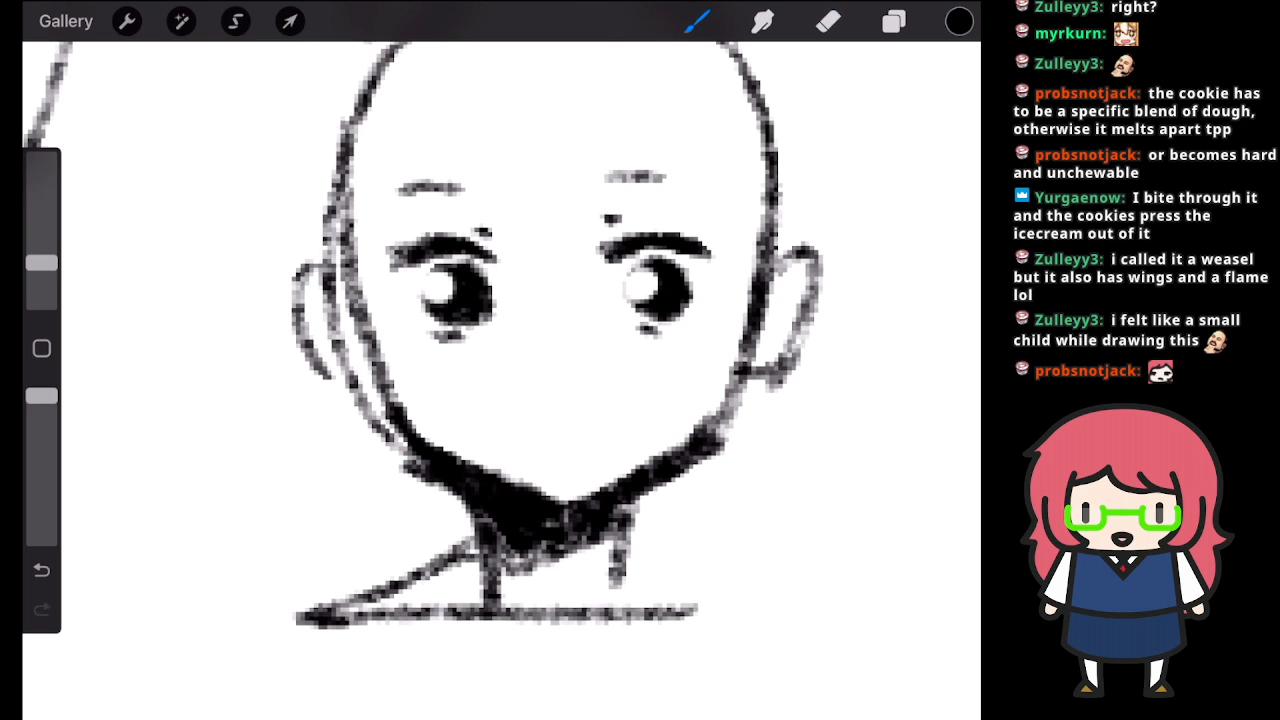 Gallery
Zulleyy3: right?
myrkurn:
Zulleyy3:
probsnotjack: the cookie has
to be a specific blend of dough,
otherwise it melts apart tpp
probsnotjack: or becomes hard
and unchewable
Yurgaenow: I bite through it
and the cookies press the
icecream out of it
Zulleyy3: i called it a weasel
but it also has wings and a flame
lol
Zulleyy3: i felt like a small
child while drawing this
probsnotjack: